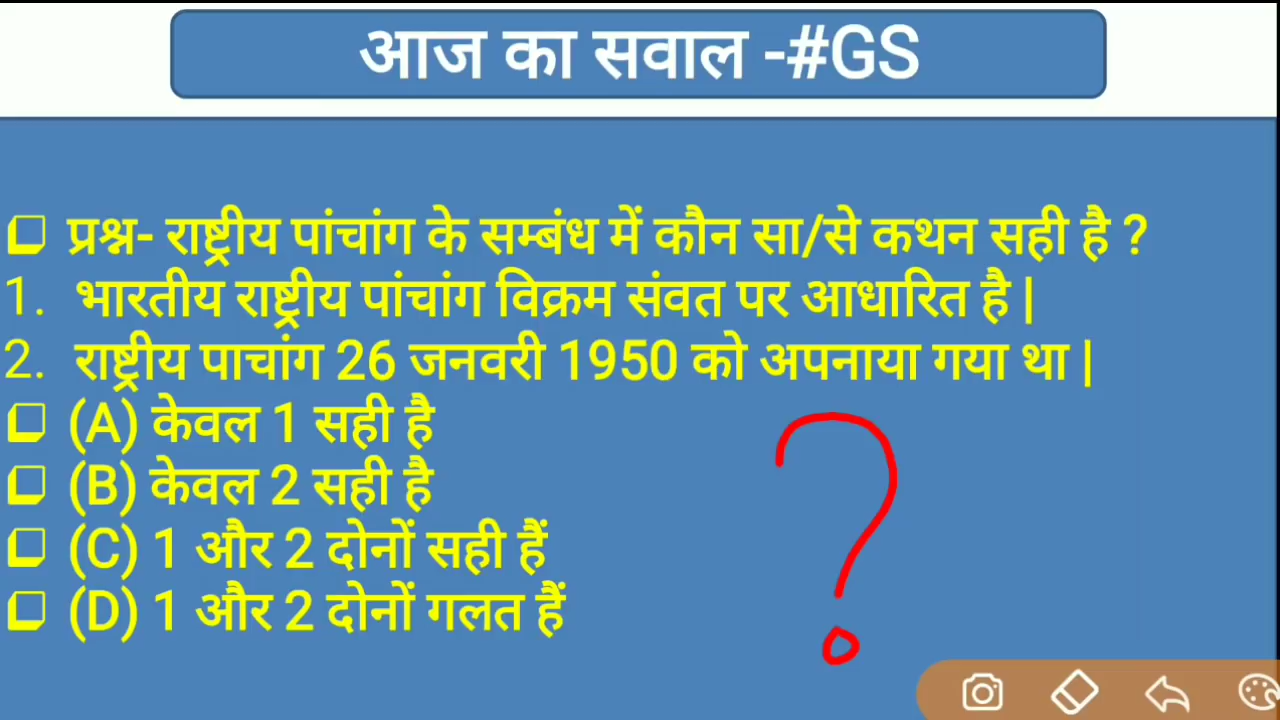 आज का सवाल -#GS
प्रश्न- राष्ट्रीय पांचांग के सम्बंध में कौन सा/से कथन सही है ?
1. भारतीय राष्ट्रीय पांचांग विक्रम संवत पर आधारित है |
2. राष्ट्रीय पाचांग 26 जनवरी 1950 को अपनाया गया था |
(A) केवल 1 सही है
(B) केवल 2 सही है
(C) 1 और 2 दोनों सही हैं
(D) 1 और 2 दोनों गलत हैं
?